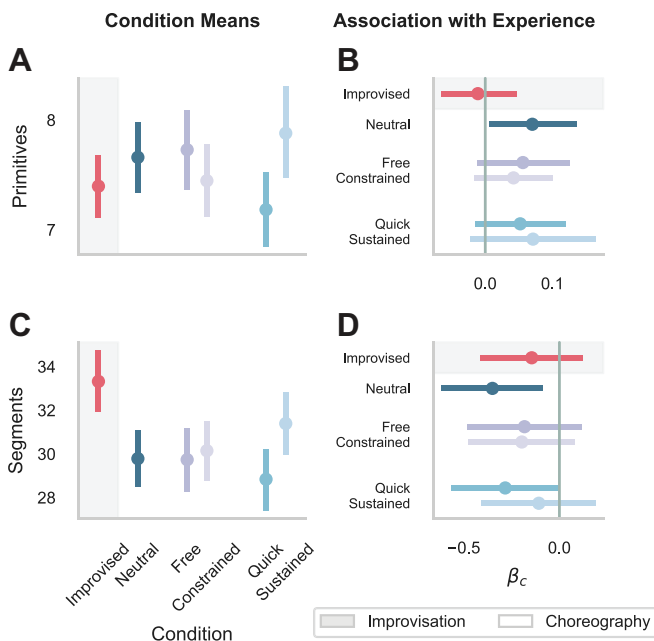 Condition Means
Association with Experience
A
Primitives
8
7
B
Improvised
Neutral
Free
Constrained
Quick
Sustained
0.0 0.1
C
Segments
34
32
30
28
Improvised
Neutral
Free
Constrained
Quick
Sustained
Condition
D
Improvised
Neutral
Free
Constrained
Quick
Sustained
−0.5 0.0
βc
Improvisation Choreography